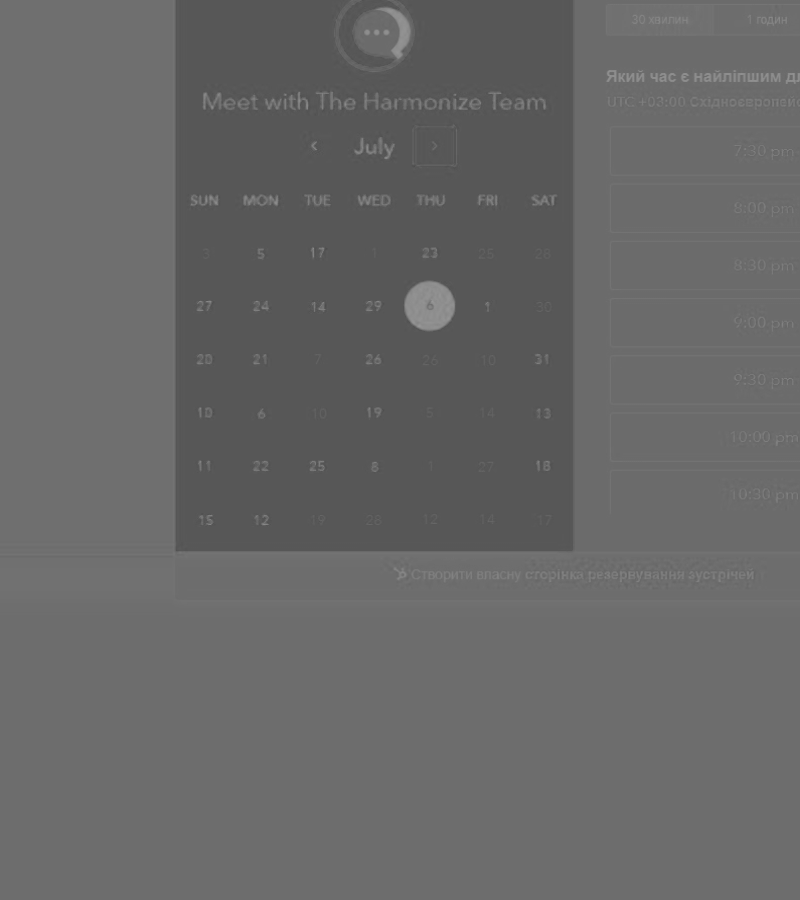 Meet with The Harmonize Team
July
SUN MON TUE WED THU FRI SAT
3 5 17 1 23 25 28
27 24 14 29 6 1 30
20 21 7 26 26 10 31
10 6 10 19 5 14 13
11 22 25 8 1 27 18
15 12 19 28 12 14 17
30 хвилин 1 годин
Який час є найліпшим дл
UTC +03:00 Східноєвропейс
7:30 pm
8:00 pm
8:30 pm
9:00 pm
9:30 pm
10:00 pm
10:30 pm
Створити власну сторінка резервування зустрічей